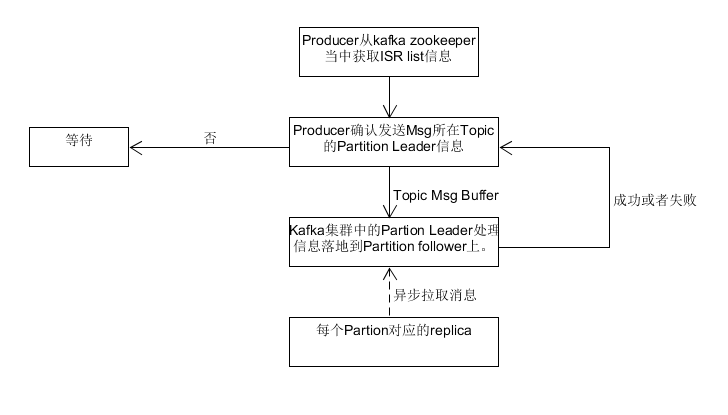 Producer从kafka zookeeper
当中获取ISR list信息
Producer确认发送Msg所在Topic
的Partition Leader信息
否
等待
Topic Msg Buffer
成功或者失败
Kafka集群中的Partion Leader处理
信息落地到Partition follower上。
异步拉取消息
每个Partion对应的replica